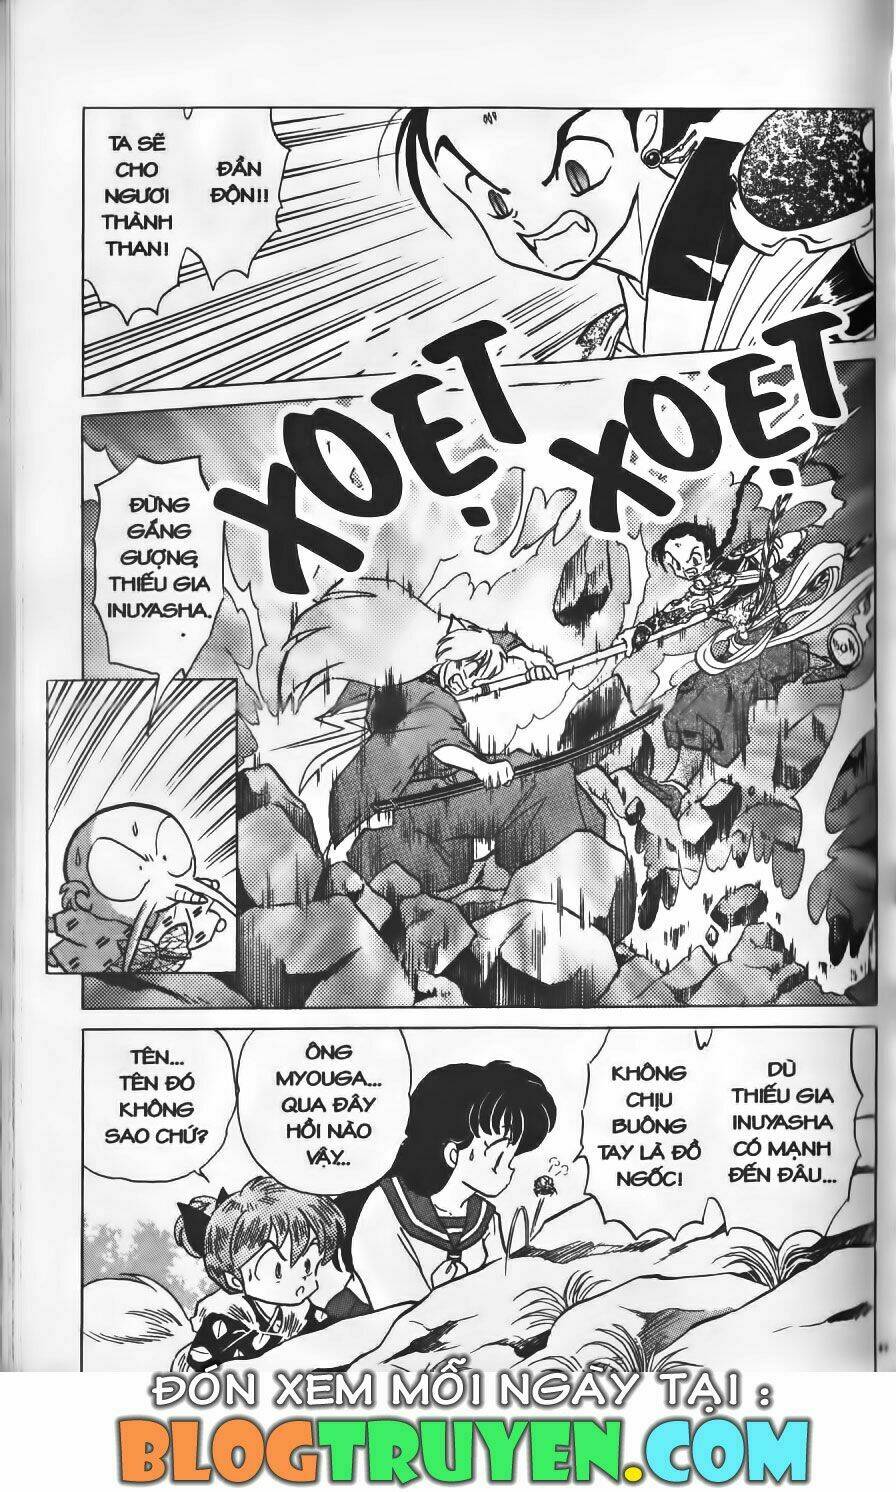 ĐẦN
ĐỘN!!
TA SẼ
CHO
NGƯƠI
THÀNH
THAN!
XOẸT
XOẸT
ĐỪNG
GẮNG
GƯỢNG,
THIẾU GIA
INUYASHA.
DÙ
THIẾU GIA
INUYASHA
CÓ MẠNH
ĐẾN ĐÂU...
KHÔNG
CHỊU
BUÔNG
TAY LÀ ĐỒ
NGỐC!
ÔNG
MYOUGA...
QUA ĐÂY
HỒI NÀO
VẬY...
TÊN...
TÊN ĐÓ
KHÔNG
SAO CHỨ?
ĐÓN XEM MỖI NGÀY TẠI :
BLOGTRUYEN.COM